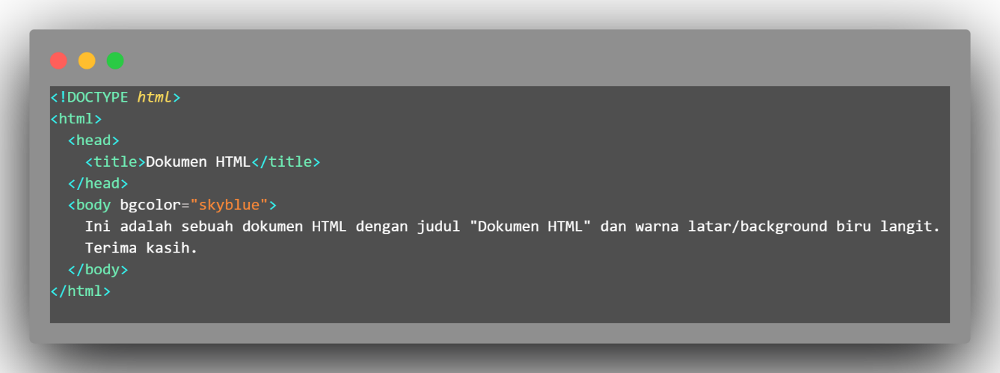 <!DOCTYPE html>
<html>
  <head>
    <title>Dokumen HTML</title>
  </head>
  <body bgcolor="skyblue">
    Ini adalah sebuah dokumen HTML dengan judul "Dokumen HTML" dan warna latar/background biru langit.
    Terima kasih.
  </body>
</html>